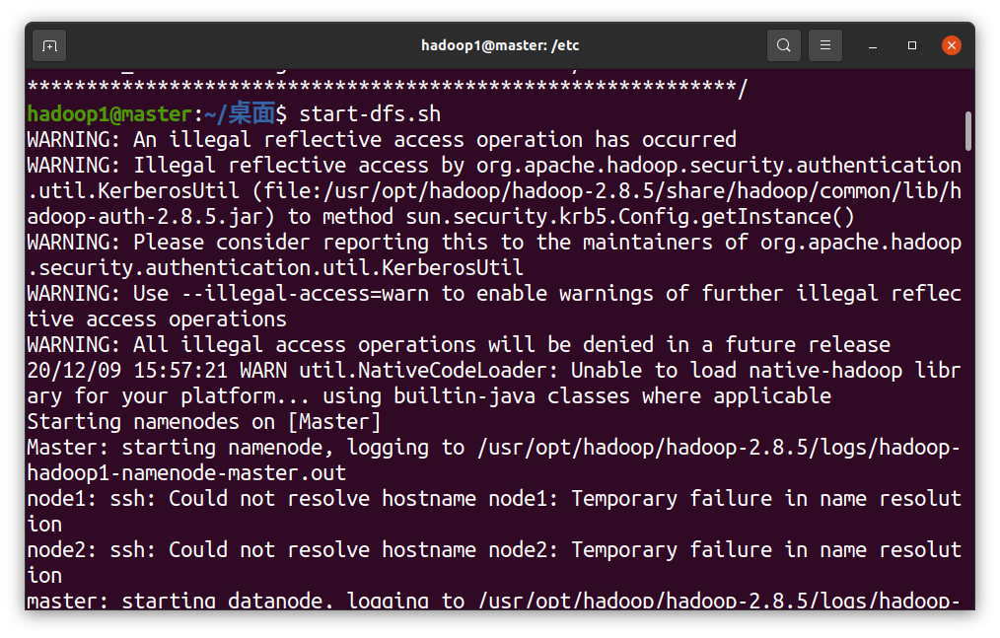 hadoop1@master: /etc
************************************************************/
hadoop1@master:~/桌面$ start-dfs.sh
WARNING: An illegal reflective access operation has occurred
WARNING: Illegal reflective access by org.apache.hadoop.security.authentication
.util.KerberosUtil (file:/usr/opt/hadoop/hadoop-2.8.5/share/hadoop/common/lib/h
adoop-auth-2.8.5.jar) to method sun.security.krb5.Config.getInstance()
WARNING: Please consider reporting this to the maintainers of org.apache.hadoop
.security.authentication.util.KerberosUtil
WARNING: Use --illegal-access=warn to enable warnings of further illegal reflec
tive access operations
WARNING: All illegal access operations will be denied in a future release
20/12/09 15:57:21 WARN util.NativeCodeLoader: Unable to load native-hadoop libr
ary for your platform... using builtin-java classes where applicable
Starting namenodes on [Master]
Master: starting namenode, logging to /usr/opt/hadoop/hadoop-2.8.5/logs/hadoop-
hadoop1-namenode-master.out
node1: ssh: Could not resolve hostname node1: Temporary failure in name resolut
ion
node2: ssh: Could not resolve hostname node2: Temporary failure in name resolut
ion
master: starting datanode, logging to /usr/opt/hadoop/hadoop-2.8.5/logs/hadoop-